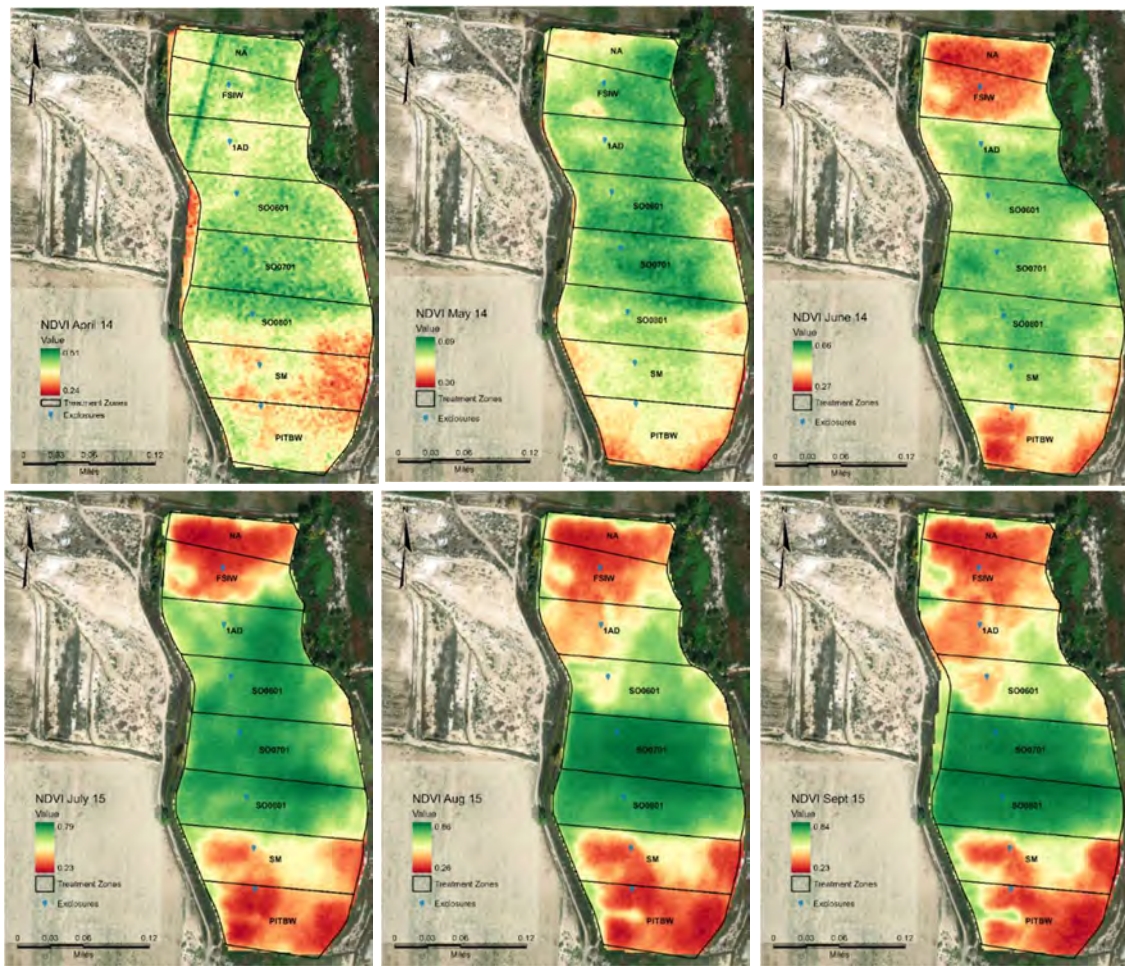 N
NA
FSIW
1AD
SO0601
SO0701
SO0801
SM
PITBW
NDVI April 14
Value
0.51
0.24
Treatment Zones
Exclosures
0 0.03 0.06 0.12
Miles
N
NA
FSIW
1AD
SO0601
SO0701
SO0801
SM
PITBW
NDVI May 14
Value
0.69
0.30
Treatment Zones
Exclosures
0 0.03 0.06 0.12
Miles
NA
FSIW
1AD
SO0601
SO0701
SO0801
SM
PITBW
NDVI June 14
Value
0.66
0.27
Treatment Zones
Exclosures
0 0.03 0.06 0.12
Miles
N
NA
FSIW
1AD
SO0601
SO0701
SO0801
SM
PITBW
NDVI July 15
Value
0.79
0.23
Treatment Zones
Exclosures
0 0.03 0.06 0.12
Miles
N
NA
FSIW
1AD
SO0601
SO0701
SO0801
SM
PITBW
NDVI Aug 15
Value
0.86
0.26
Treatment Zones
Exclosures
0 0.03 0.06 0.12
Miles
N
NA
FSIW
1AD
SO0601
SO0701
SO0801
SM
PITBW
NDVI Sept 15
Value
0.84
0.23
Treatment Zones
Exclosures
0 0.03 0.06 0.12
Miles